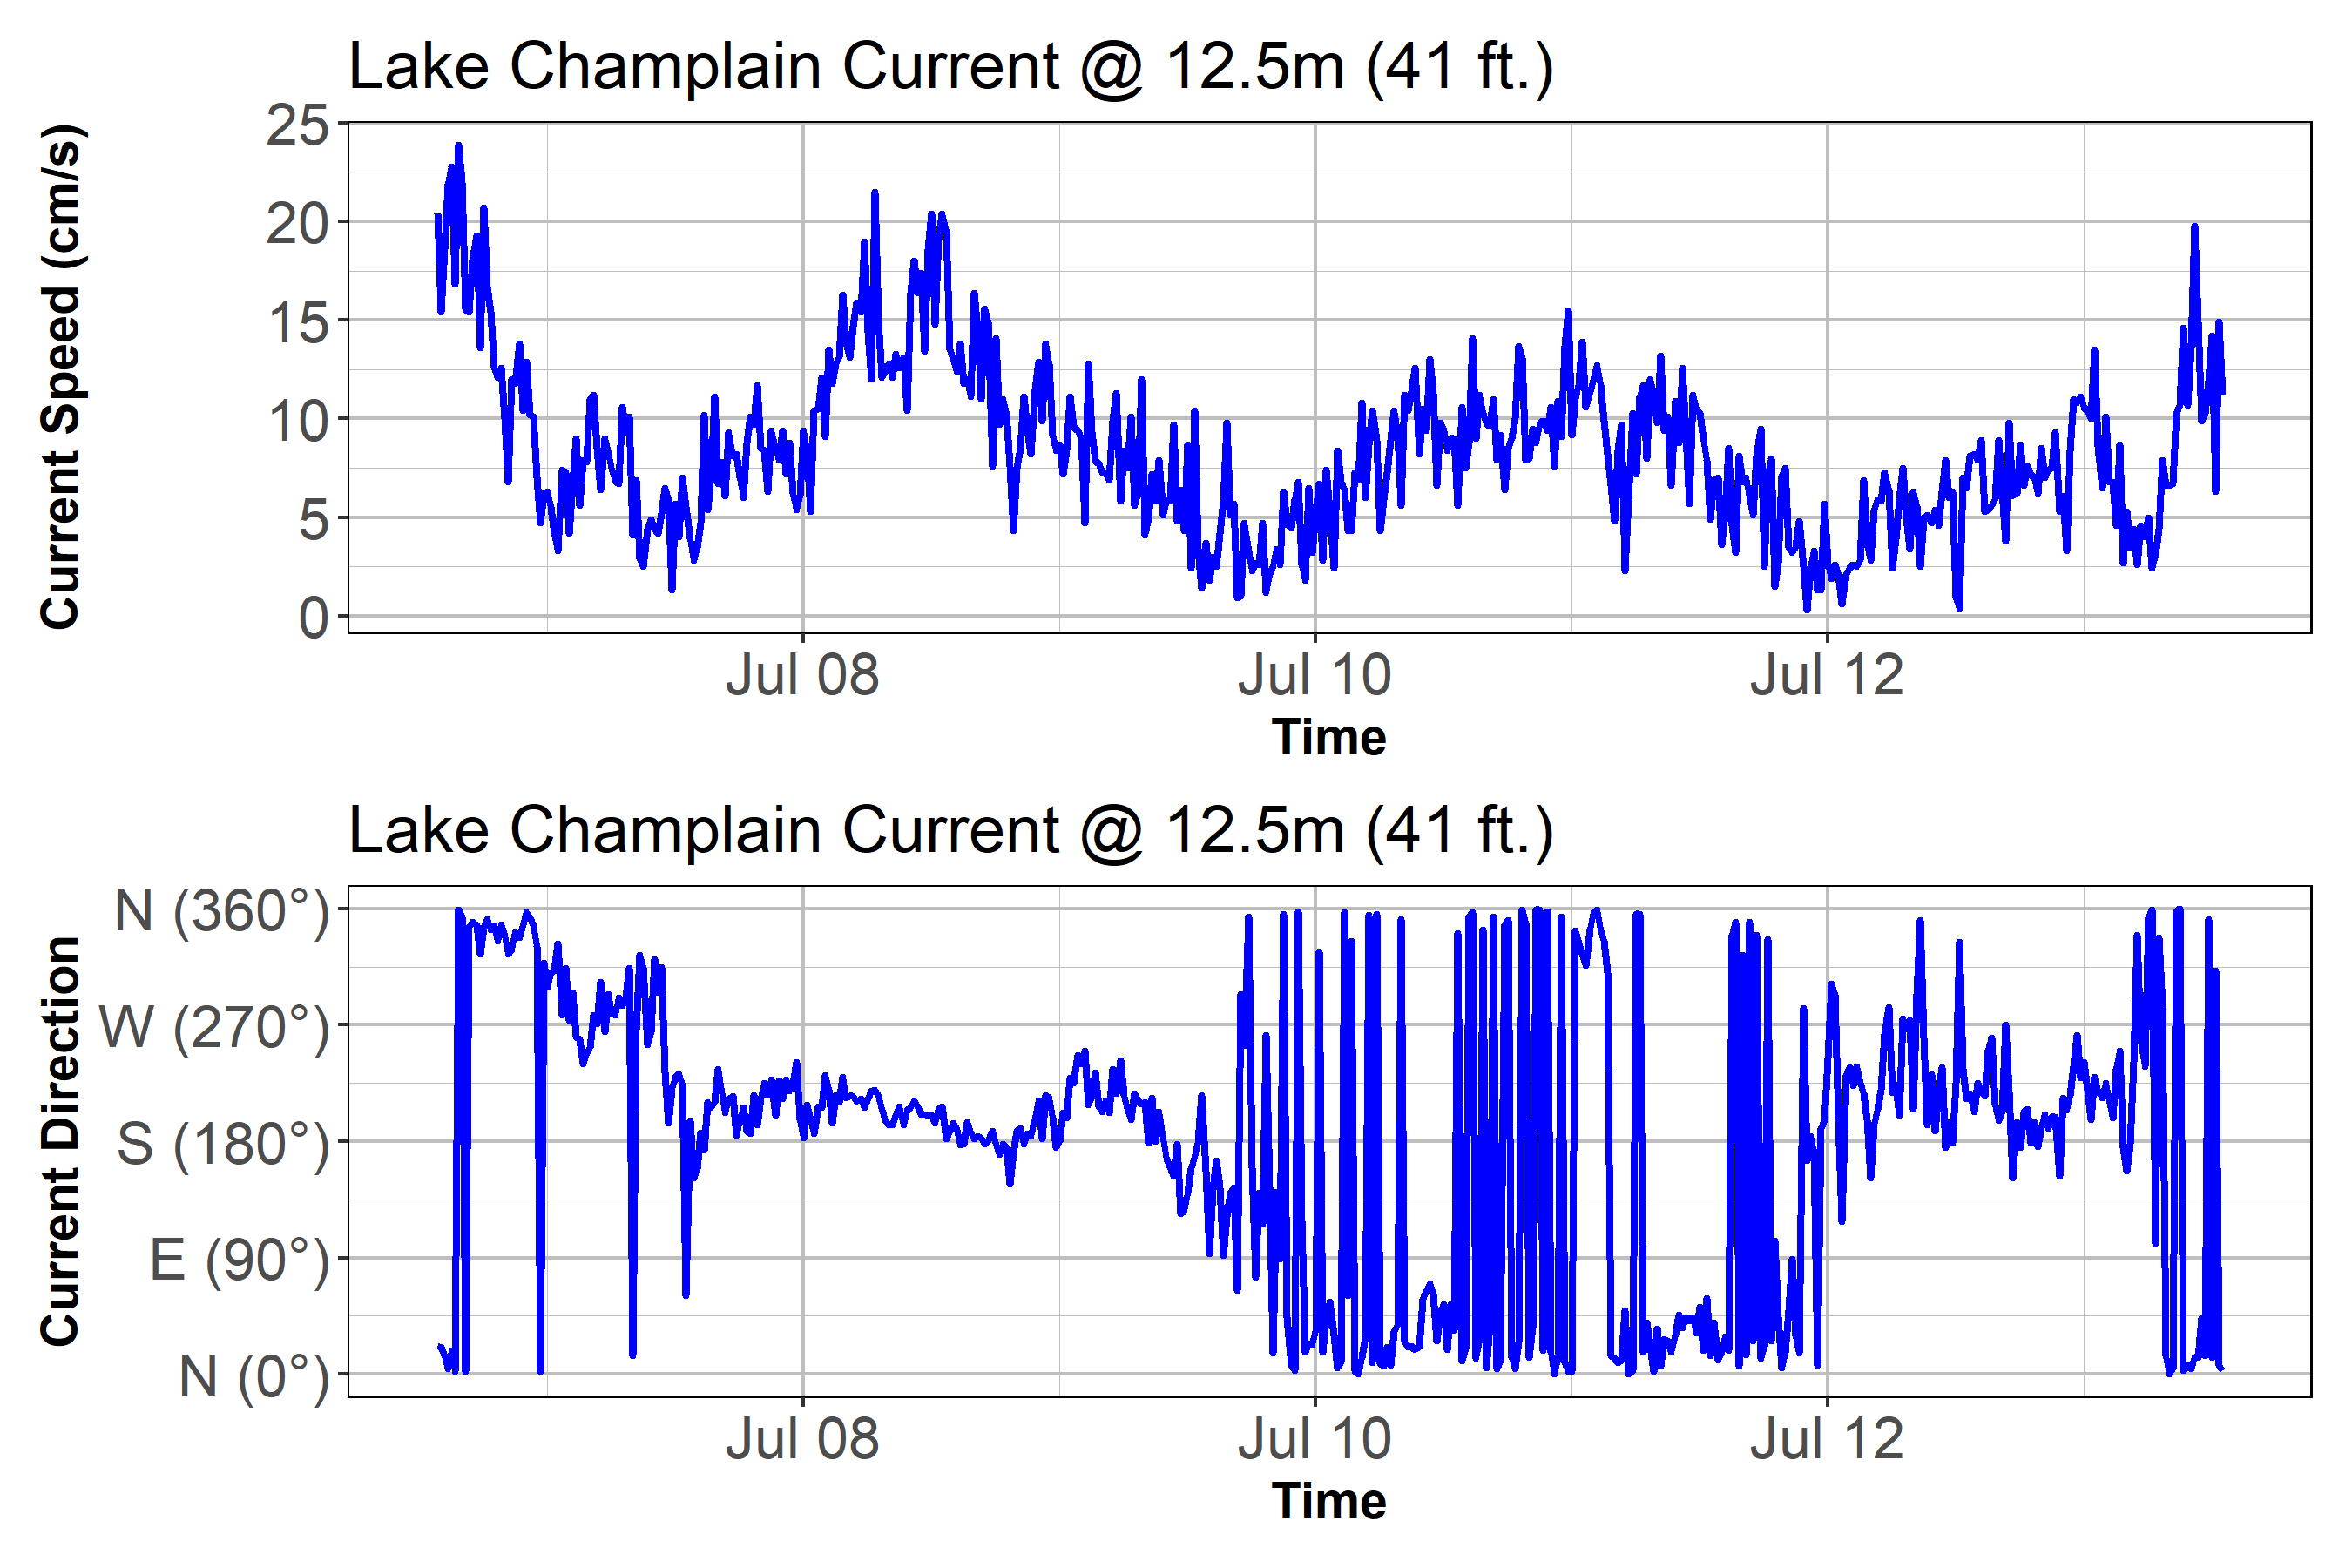 Lake Champlain Current @ 12.5m (41 ft.)
Current Speed (cm/s)
25
20
15
10
5
0
Jul 08 Jul 10 Jul 12
Time
Lake Champlain Current @ 12.5m (41 ft.)
Current Direction
N (360°)
W (270°)
S (180°)
E (90°)
N (0°)
Jul 08 Jul 10 Jul 12
Time